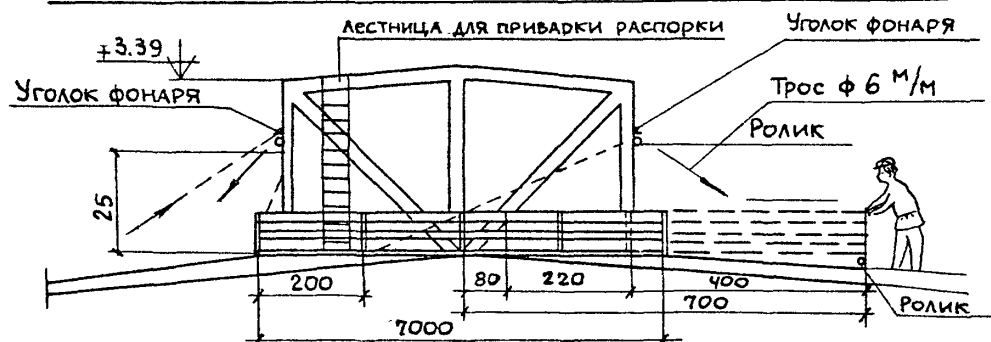 Лестница для приварки распорки
Уголок фонаря
+3.39
Уголок фонаря
Трос ф 6 м/м
Ролик
25
200
80
220
400
700
Ролик
7000